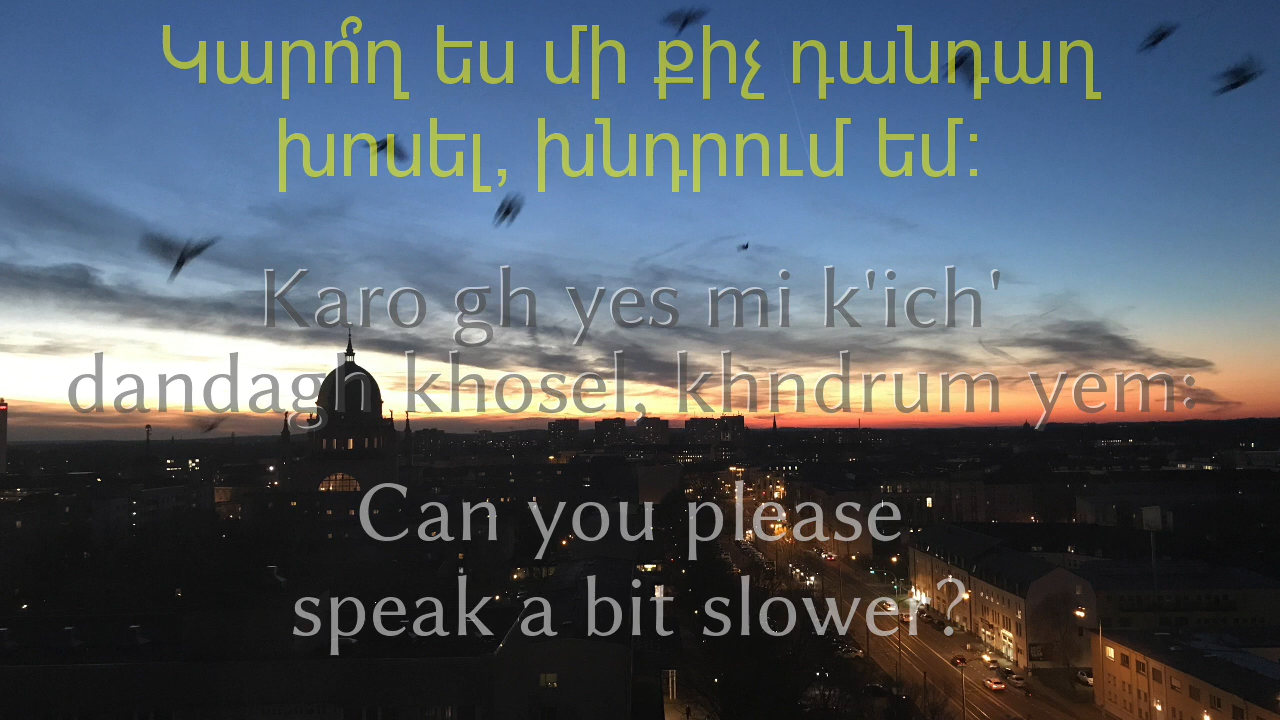 Կարո՞ղ ես մի քիչ դանդաղ
խոսել, խնդրում եմ:
Karo gh yes mi k'ich'
dandagh khosel, khndrum yem:
Can you please
speak a bit slower?